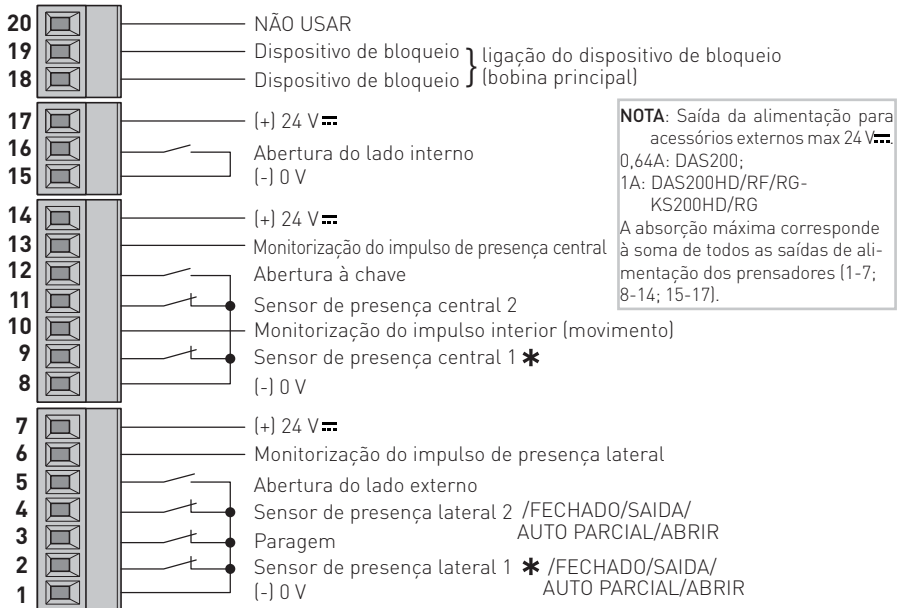 20 NÃO USAR
19 Dispositivo de bloqueio
18 Dispositivo de bloqueio
} ligação do dispositivo de bloqueio
(bobina principal)
17 (+) 24 V⎓
16 Abertura do lado interno
15 (-) 0 V
NOTA: Saída da alimentação para
acessórios externos max 24 V⎓.
0,64A: DAS200;
1A: DAS200HD/RF/RG-
KS200HD/RG
A absorção máxima corresponde
à soma de todos as saídas de ali-
mentação dos prensadores (1-7;
8-14; 15-17).
14 (+) 24 V⎓
13 Monitorização do impulso de presença central
12 Abertura à chave
11 Sensor de presença central 2
10 Monitorização do impulso interior (movimento)
9 Sensor de presença central 1 ✱
8 (-) 0 V
7 (+) 24 V⎓
6 Monitorização do impulso de presença lateral
5 Abertura do lado externo
4 Sensor de presença lateral 2 /FECHADO/SAIDA/
AUTO PARCIAL/ABRIR
3 Paragem
2 Sensor de presença lateral 1 ✱ /FECHADO/SAIDA/
AUTO PARCIAL/ABRIR
1 (-) 0 V